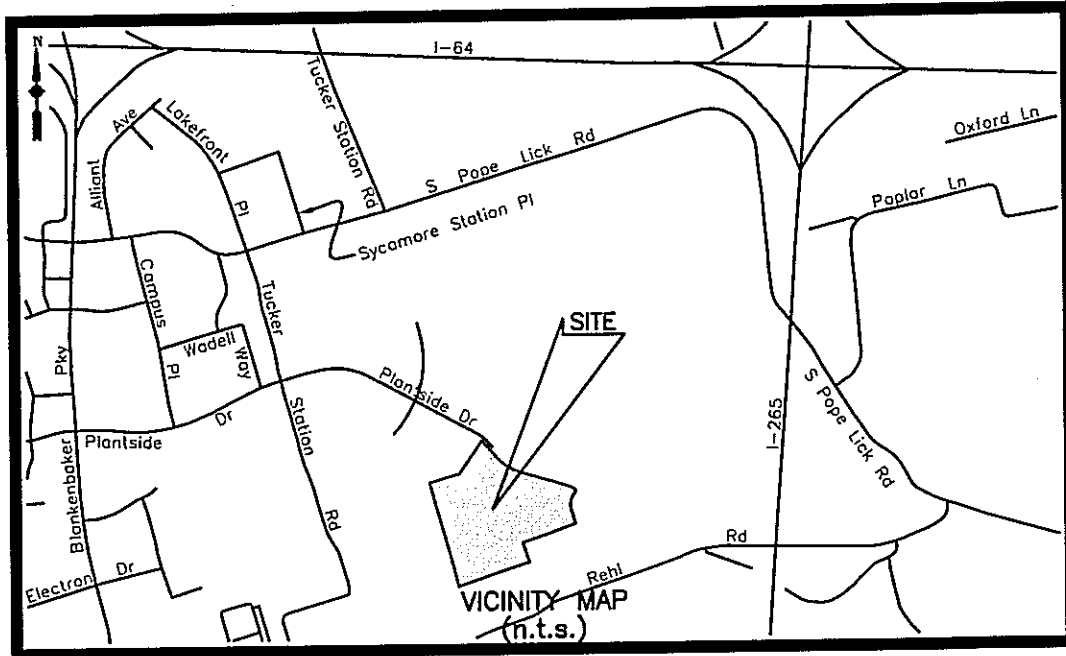 N
I-64
Tucker Station Rd
Oxford Ln
Ave
Lakefront
Pl
Alliant
S Pope Lick Rd
Poplar Ln
Sycamore Station Pl
Campus
Pl
Tucker
Station
Rd
Wadell
Way
SITE
Pky
Blankenbaker
Plantside Dr
Plantside
Dr
S Pope Lick Rd
I-265
Rd
Rehl
Electron Dr
VICINITY MAP
(n.t.s.)